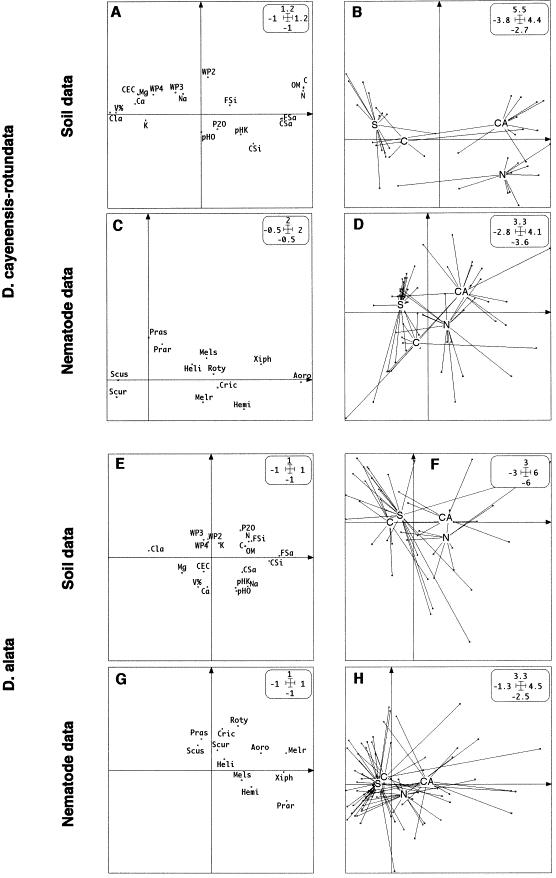 D. cayenensis-rotundata
Soil data
A
1.2
-1 1.2
-1
WP2
C
OM
N
CEC Mg WP4 WP3
Ca Na
FSi
V%
Cla
K
FSa
CSa
P2O
pHO
pHK
CSi
B
5.5
-3.8 4.4
-2.7
S
C
CA
N
Nematode data
C
2
-0.5 2
-0.5
Pras
Prar
Mels
Xiph
Heli Roty
Scus
Aoro
Scur
Cric
Melr
Hemi
D
3.3
-2.8 4.1
-3.6
CA
S
N
C
D. alata
Soil data
E
1
-1 1
-1
P2O
WP3 WP2
N
FSi
WP4 K
C
OM
Cla
FSa
CSi
Mg CEC
CSa
V%
Ca
pHK Na
pHO
F
3
-3 6
-6
S
C
CA
N
Nematode data
G
1
-1 1
-1
Roty
Pras Cric
Scus Scur
Aoro Melr
Heli
Mels
Xiph
Hemi
Prar
H
3.3
-1.3 4.5
-2.5
C
S
CA
N